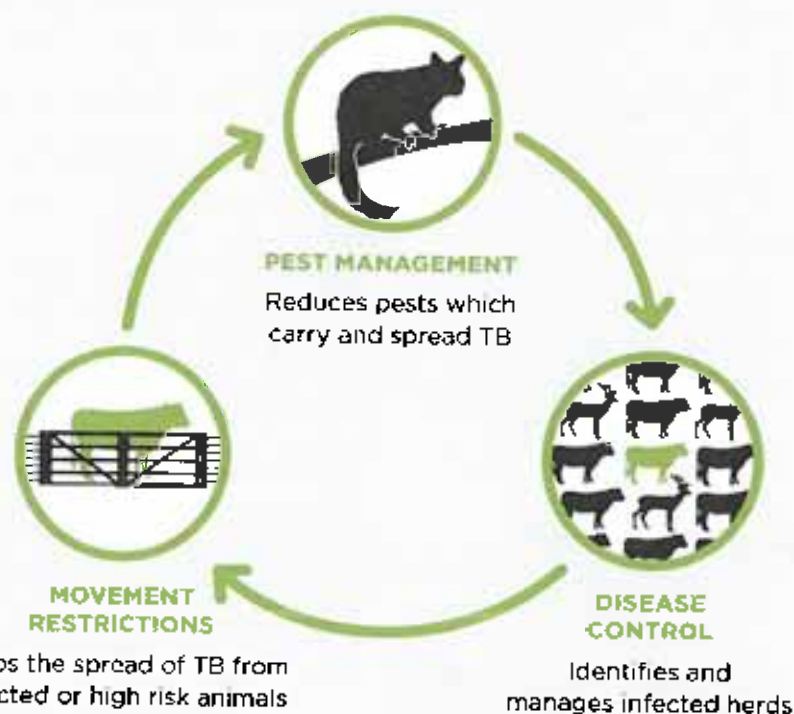 PEST MANAGEMENT
Reduces pests which
carry and spread TB
MOVEMENT
RESTRICTIONS
the spread of TB from
or high risk animals
DISEASE
CONTROL
Identifies and
manages infected herds